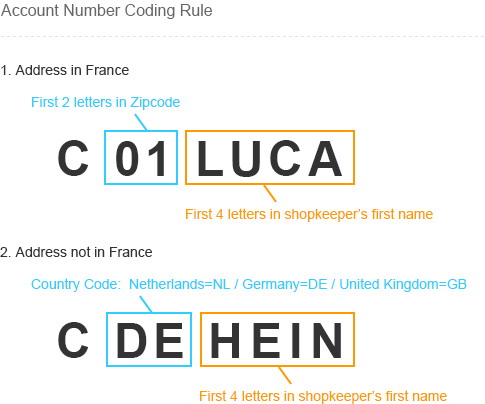 Account Number Coding Rule
1. Address in France
First 2 letters in Zipcode
C 01 LUCA
First 4 letters in shopkeeper's first name
2. Address not in France
Country Code: Netherlands=NL / Germany=DE / United Kingdom=GB
C DE HEIN
First 4 letters in shopkeeper's first name